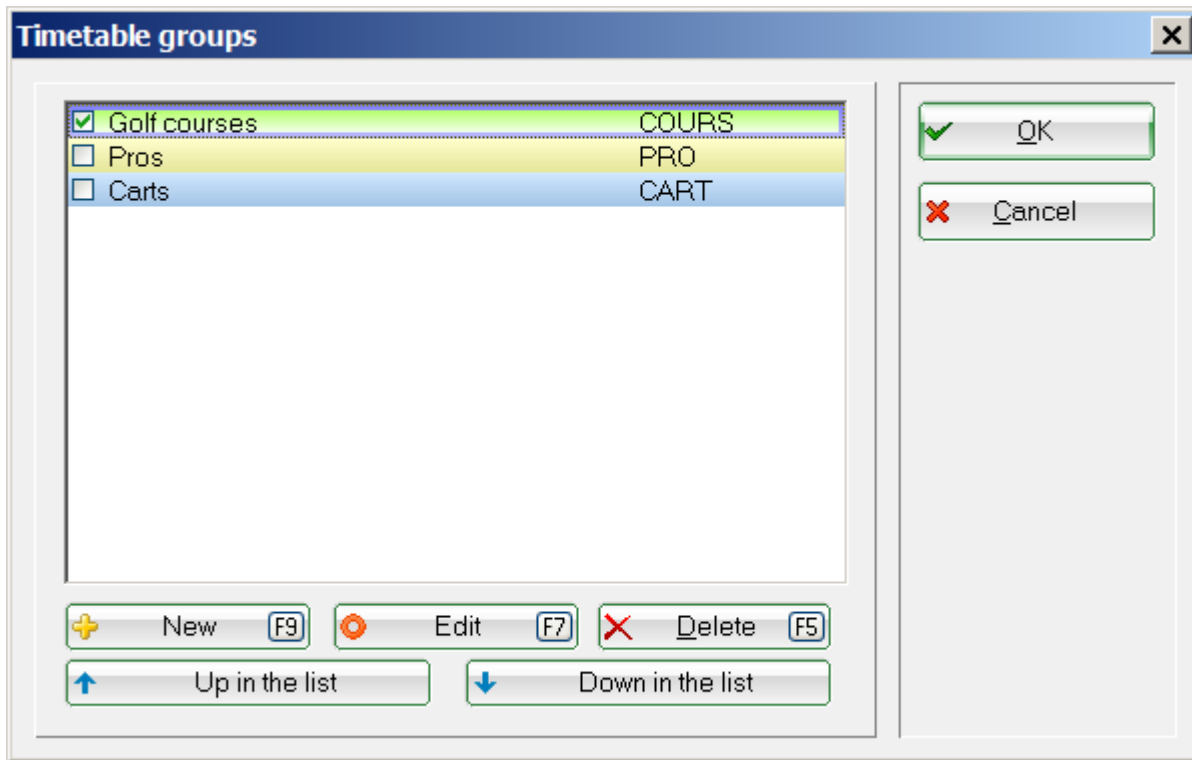 Timetable groups
Golf courses COURS
Pros PRO
Carts CART
OK
Cancel
New F9 Edit F7 Delete F5
Up in the list Down in the list